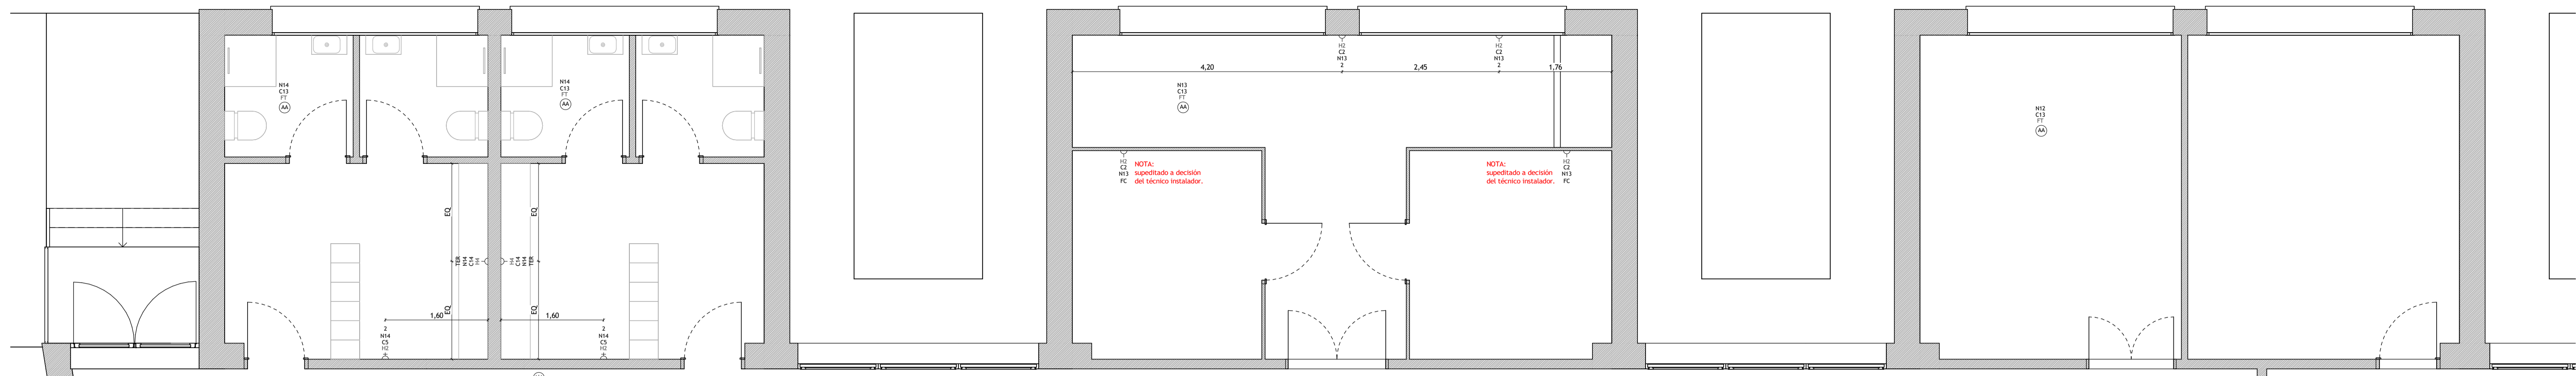 N14
C13
FT
AA
EQ
TER
N14
C14
H4
EQ
1,60
2
N14
C5
H2
N14
C13
FT
AA
EQ
H4
C14
N14
TER
EQ
1,60
2
N14
C5
H2
4,20
2,45
1,76
H2
C2
N13
2
H2
C2
N13
2
N13
C13
FT
AA
H2
C2
N13
FC
NOTA:
supeditado a decisión
del técnico instalador.
NOTA:
supeditado a decisión
del técnico instalador.
H2
C2
N13
FC
N12
C13
FT
AA